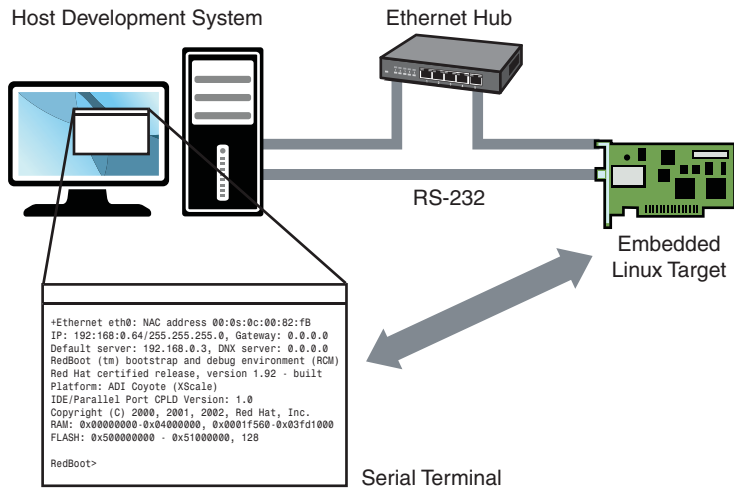 Host Development System
Ethernet Hub
RS-232
Embedded
Linux Target
+Ethernet eth0: NAC address 00:0s:0c:00:82:fB
IP: 192:168:0.64/255.255.255.0, Gateway: 0.0.0.0
Default server: 192.168.0.3, DNX server: 0.0.0.0
RedBoot (tm) bootstrap and debug environment (RCM)
Red Hat certified release, version 1.92 - built
Platform: ADI Coyote (XScale)
IDE/Parallel Port CPLD Version: 1.0
Copyright (C) 2000, 2001, 2002, Red Hat, Inc.
RAM: 0x00000000-0x04000000, 0x0001f560-0x03fd1000
FLASH: 0x500000000 - 0x51000000, 128
RedBoot>
Serial Terminal